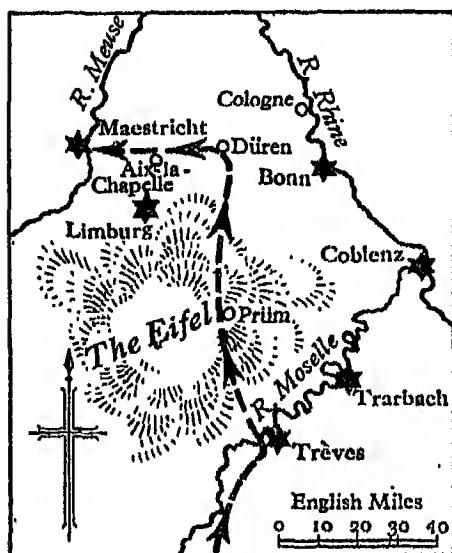 R. Meuse
R. Rhine
Cologne
Maestricht
Düren
Aix-la-
Chapelle
Bonn
Limburg
Coblenz
The Eifel
Prüm
R. Moselle
Trarbach
Trèves
English Miles
0 10 20 30 40